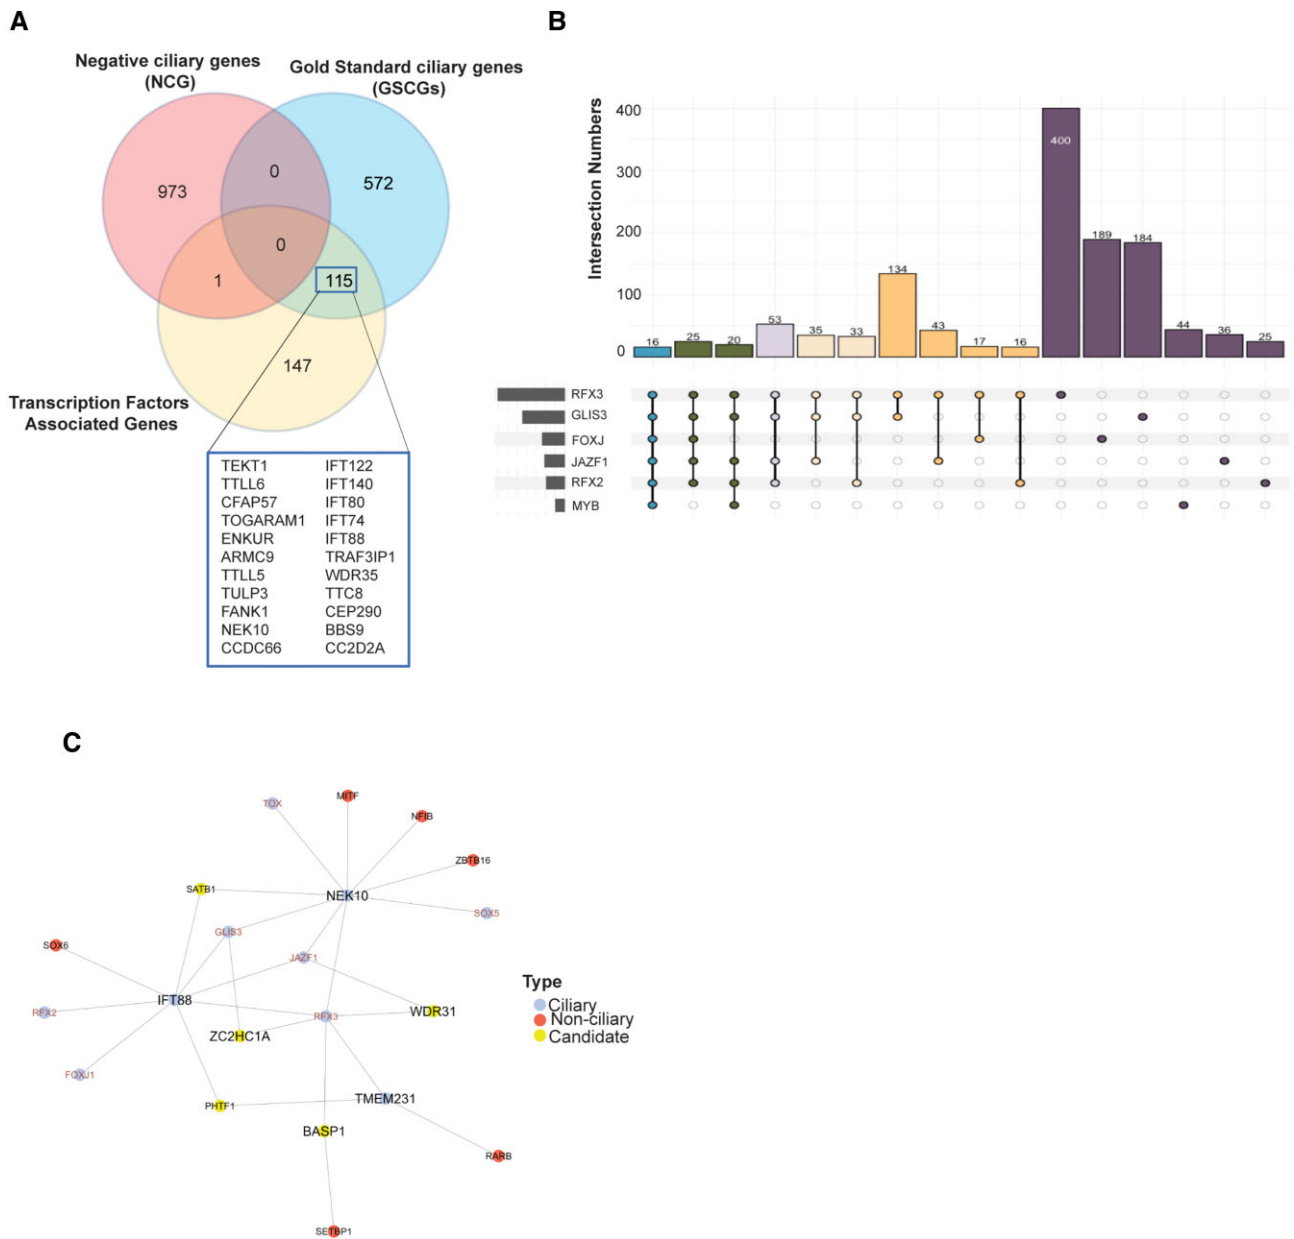 A
Negative ciliary genes
(NCG)
Gold Standard ciliary genes
(GSCGs)
973
0
572
0
1
115
147
Transcription Factors
Associated Genes
TEKT1 IFT122
TTLL6 IFT140
CFAP57 IFT80
TOGARAM1 IFT74
ENKUR IFT88
ARMC9 TRAF3IP1
TTLL5 WDR35
TULP3 TTC8
FANK1 CEP290
NEK10 BBS9
CCDC66 CC2D2A
B
Intersection Numbers
400
300
200
100
0
16 25 20 53 35 33 134 43 17 16 400 189 184 44 36 25
RFX3
GLIS3
FOXJ
JAZF1
RFX2
MYB
C
TOX
MITF
NFIB
ZBTB16
SATB1
NEK10
SOX5
GLIS3
SOX6
JAZF1
IFT88
RFX2
RFX3
WDR31
ZC2HC1A
FOXJ1
PHTF1
TMEM231
BASP1
RARB
SETBP1
Type
Ciliary
Non-ciliary
Candidate